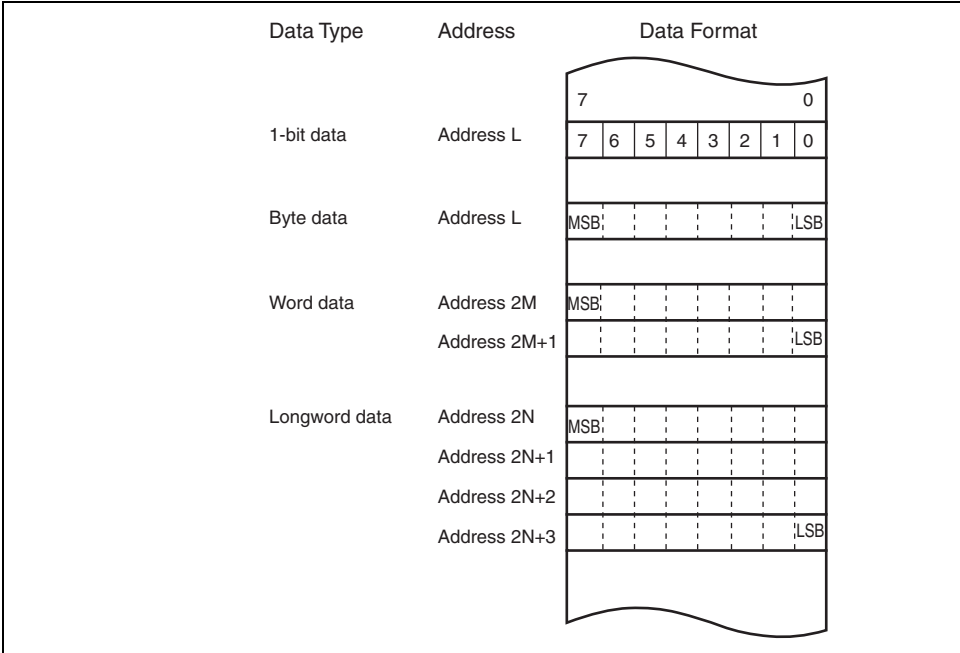 Data Type Address Data Format
7 0
1-bit data Address L 7 6 5 4 3 2 1 0
Byte data Address L MSB LSB
Word data Address 2M MSB
Address 2M+1 LSB
Longword data Address 2N MSB
Address 2N+1
Address 2N+2
Address 2N+3 LSB